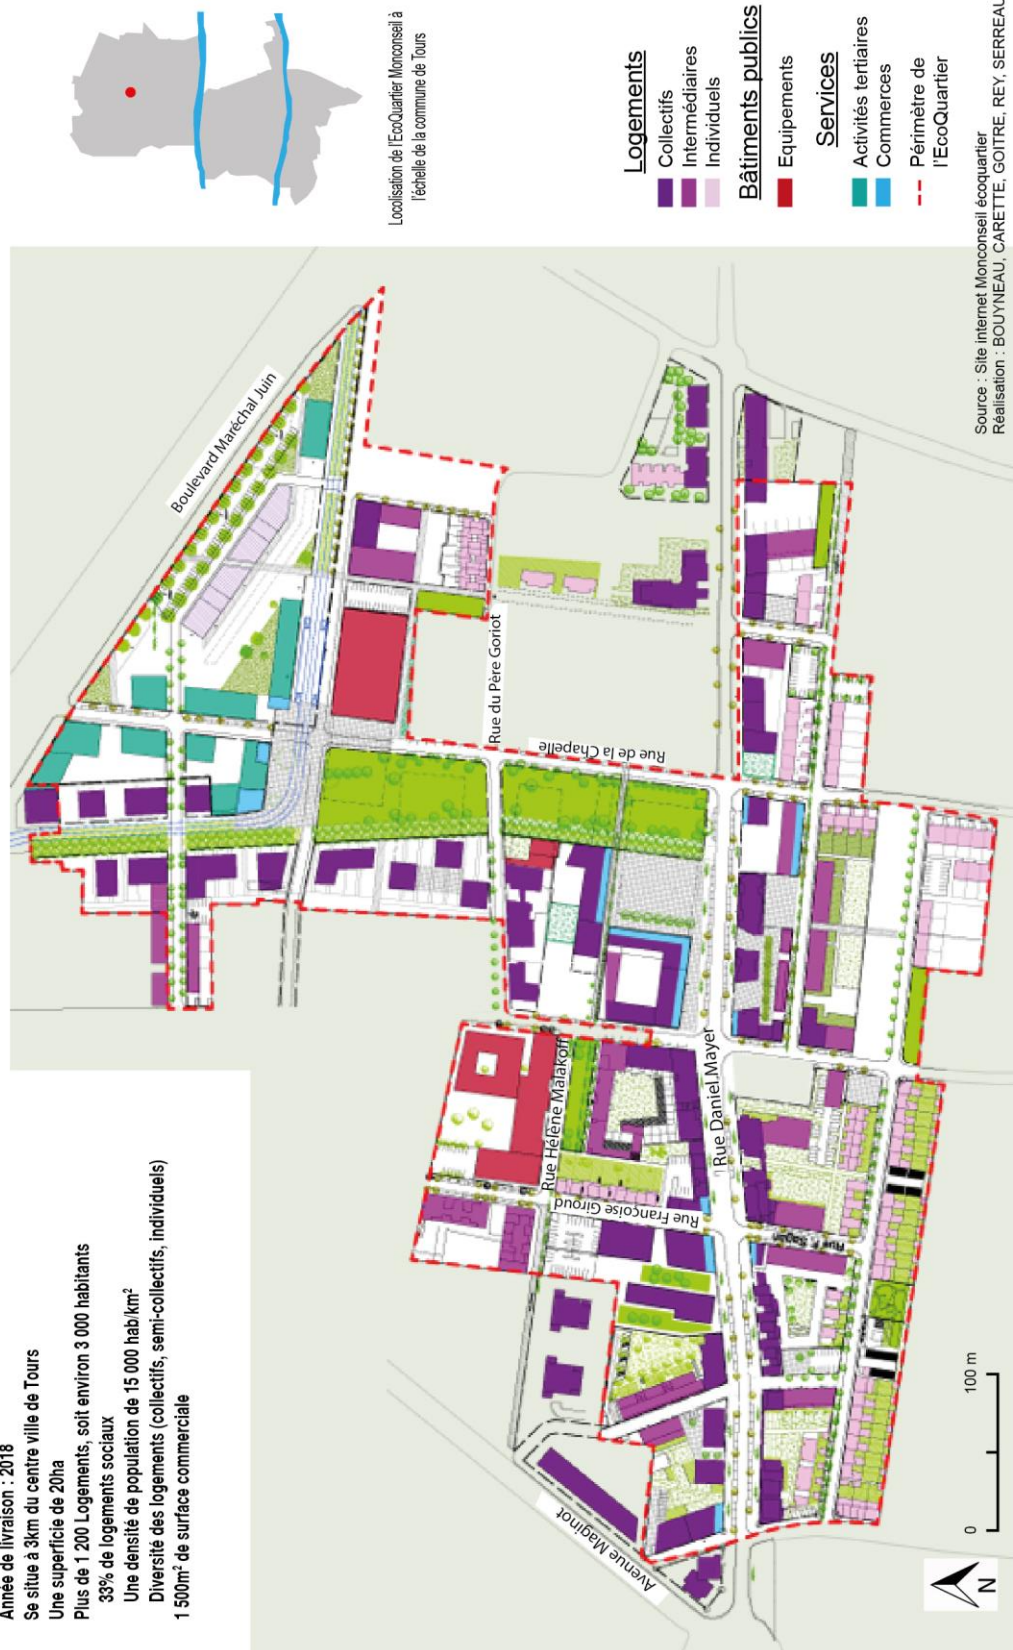 Année de livraison : 2018
Se situe à 3km du centre ville de Tours
Une superficie de 20ha
Plus de 1 200 Logements, soit environ 3 000 habitants
33% de logements sociaux
Une densité de population de 15 000 hab/km²
Diversité des logements (collectifs, semi-collectifs, individuels)
1 500m² de surface commerciale
Boulevard Maréchal Juin
Rue du Père Goriot
Rue de la Chapelle
Rue Hélène Malakoff
Rue Françoise Giroud
Rue Daniel Mayer
Rue F. Sagan
Avenue Maginot
N
0
100 m
Locolisation de l'EcoQuartier Monconseil à
l'échelle de la commune de Tours
Logements
Collectifs
Intermédiaires
Individuels
Bâtiments publics
Equipements
Services
Activités tertiaires
Commerces
Périmètre de
l'EcoQuartier
Source : Site internet Monconseil écoquartier
Réalisation : BOUYNEAU, CARETTE, GOITRE, REY, SERREAU